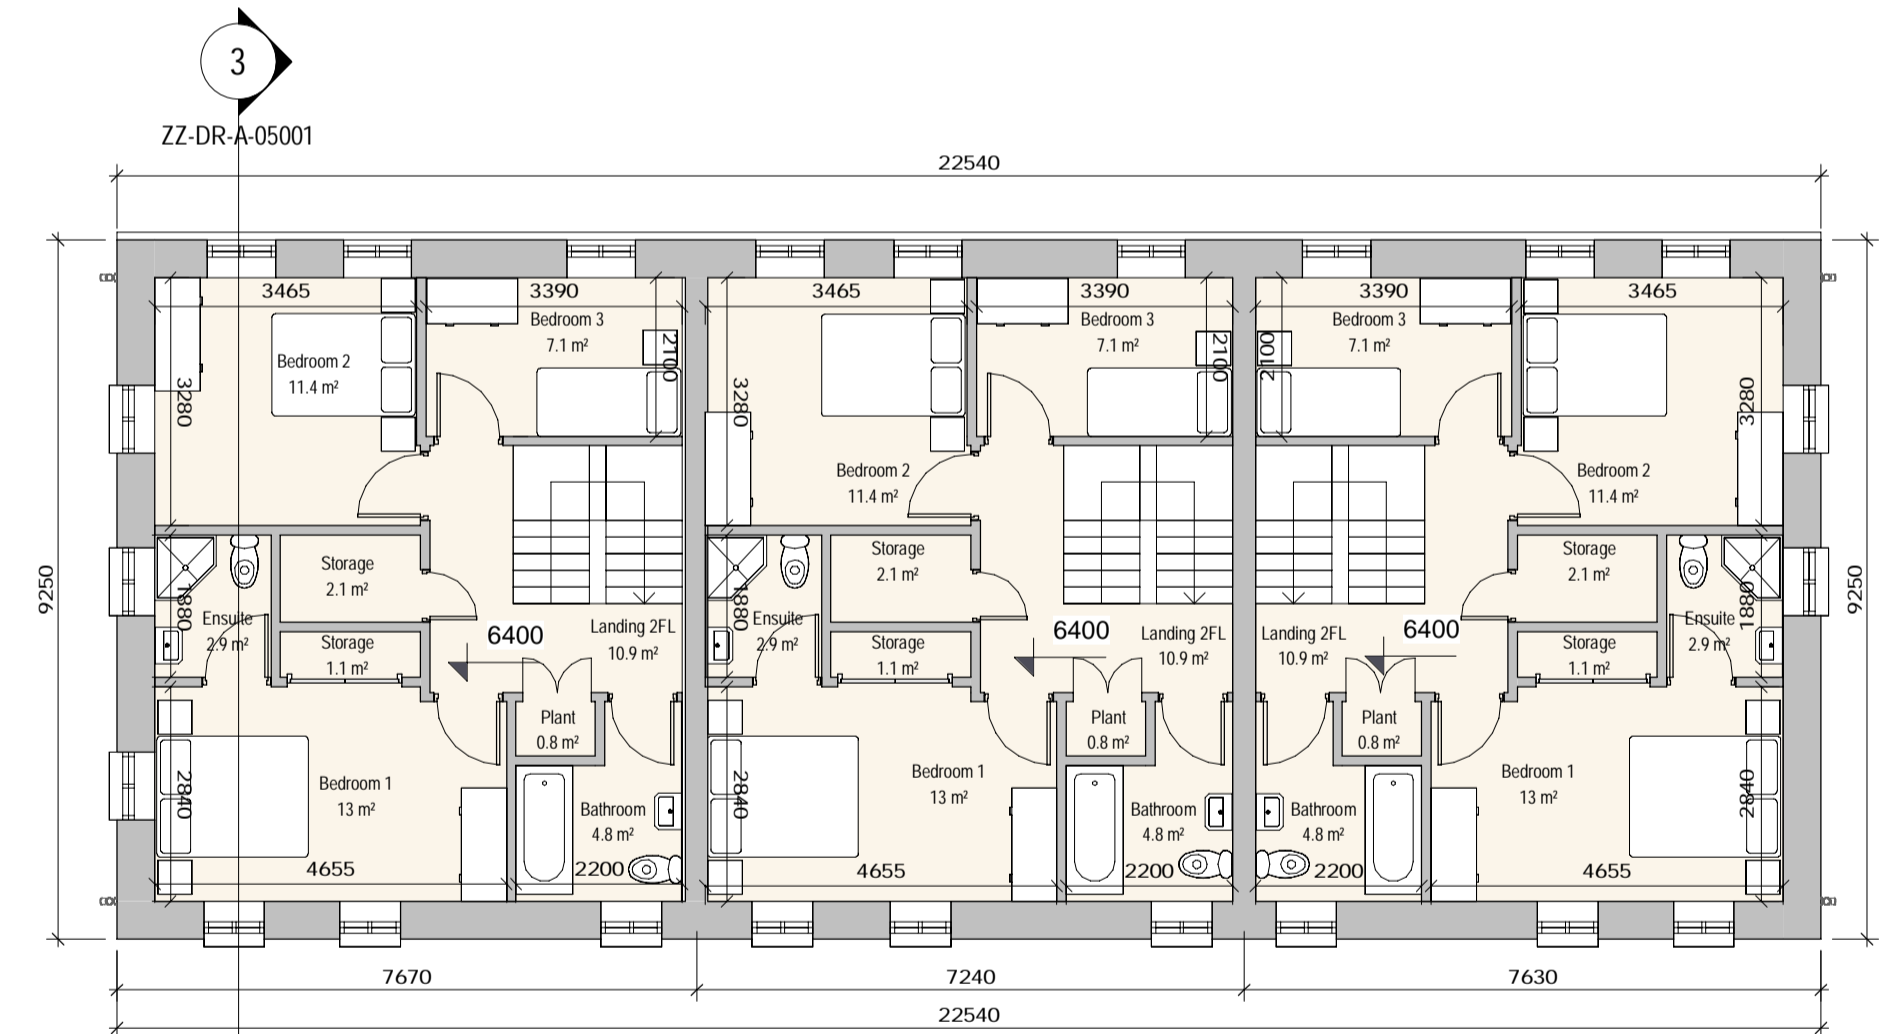 3
ZZ-DR-A-05001
22540
3465
3390
3465
3390
3390
3465
Bedroom 3
7.1 m²
Bedroom 3
7.1 m²
Bedroom 3
7.1 m²
2100
2100
2100
Bedroom 2
11.4 m²
3280
3280
3280
Bedroom 2
11.4 m²
Bedroom 2
11.4 m²
Storage
2.1 m²
Storage
2.1 m²
Storage
2.1 m²
9250
9250
1880
1880
1880
Ensuite
2.9 m²
Ensuite
2.9 m²
Ensuite
2.9 m²
Storage
1.1 m²
Storage
1.1 m²
Storage
1.1 m²
6400
6400
6400
Landing 2FL
10.9 m²
Landing 2FL
10.9 m²
Landing 2FL
10.9 m²
Plant
0.8 m²
Plant
0.8 m²
Plant
0.8 m²
Bedroom 1
13 m²
Bedroom 1
13 m²
Bedroom 1
13 m²
2840
2840
2840
Bathroom
4.8 m²
Bathroom
4.8 m²
Bathroom
4.8 m²
4655
2200
4655
2200
2200
4655
7670
7240
7630
22540